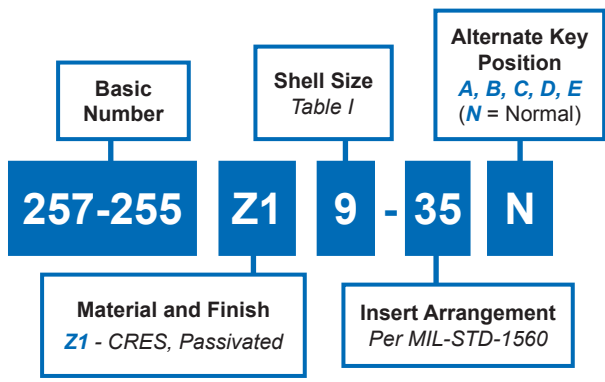 Basic
Number
Shell Size
Table I
Alternate Key
Position
A, B, C, D, E
(N = Normal)
257-255 Z1 9 - 35 N
Material and Finish
Z1 - CRES, Passivated
Insert Arrangement
Per MIL-STD-1560